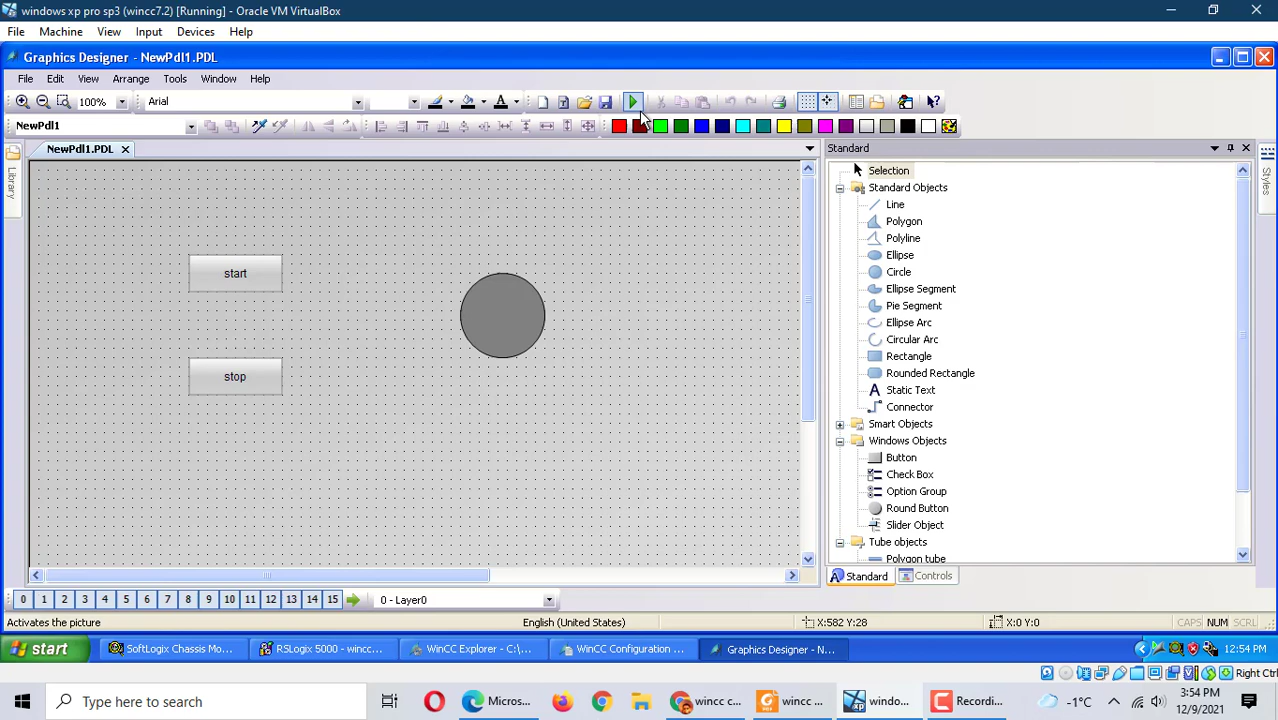 windows xp pro sp3 (wincc7.2) [Running] - Oracle VM VirtualBox
File Machine View Input Devices Help
Graphics Designer - NewPdl1.PDL
File Edit View Arrange Tools Window Help
100% Arial
NewPdl1
NewPdl1.PDL
Standard
Library
Styles
Selection
Standard Objects
Line
Polygon
Polyline
Ellipse
Circle
Ellipse Segment
Pie Segment
Ellipse Arc
Circular Arc
Rectangle
Rounded Rectangle
Static Text
Connector
Smart Objects
Windows Objects
Button
Check Box
Option Group
Round Button
Slider Object
Tube objects
Polygon tube
start
stop
Standard Controls
0 1 2 3 4 5 6 7 8 9 10 11 12 13 14 15 0 - Layer0
Activates the picture English (United States) X:582 Y:28 X:0 Y:0 CAPS NUM SCRL
start SoftLogix Chassis Mo... RSLogix 5000 - wincc... WinCC Explorer - C:\... WinCC Configuration ... Graphics Designer - N... 12:54 PM
Right Ctrl
Type here to search Micros... wincc c... wincc ... windo... Recordi... -1°C 3:54 PM
12/9/2021